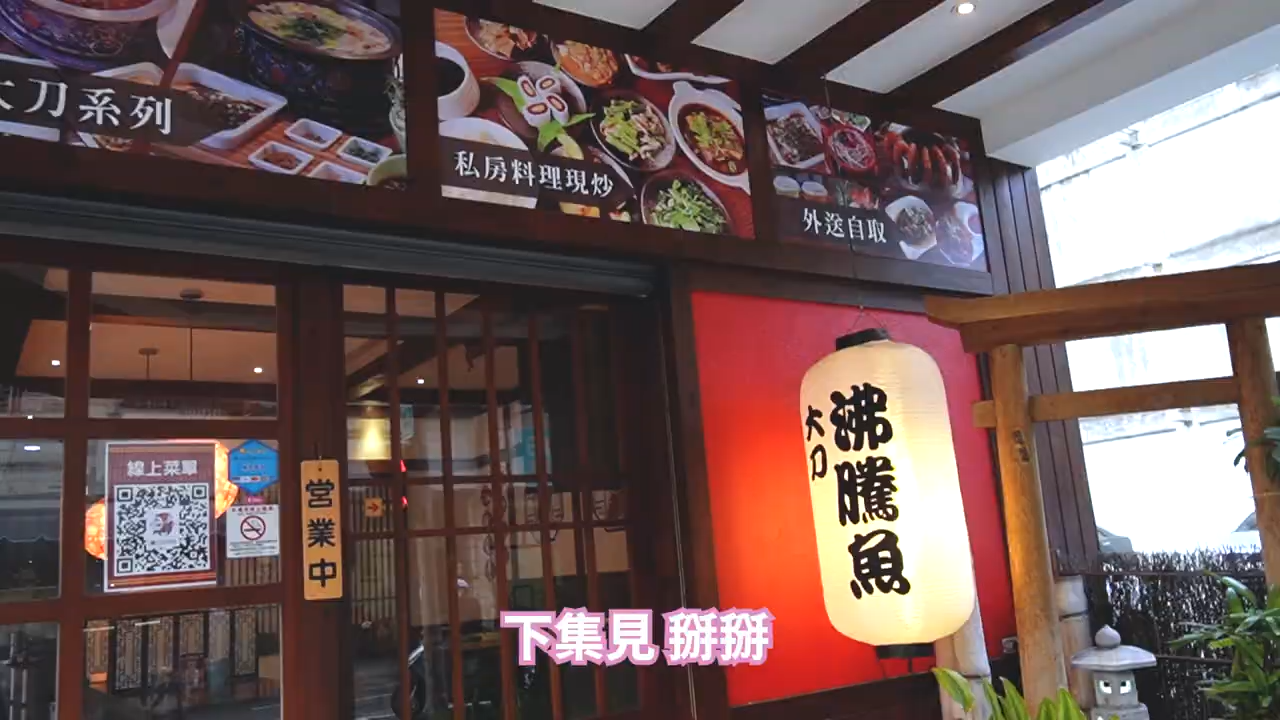 大刀系列
私房料理現炒
外送自取
線上菜單
営業中
大刀
沸騰魚
下集見 掰掰